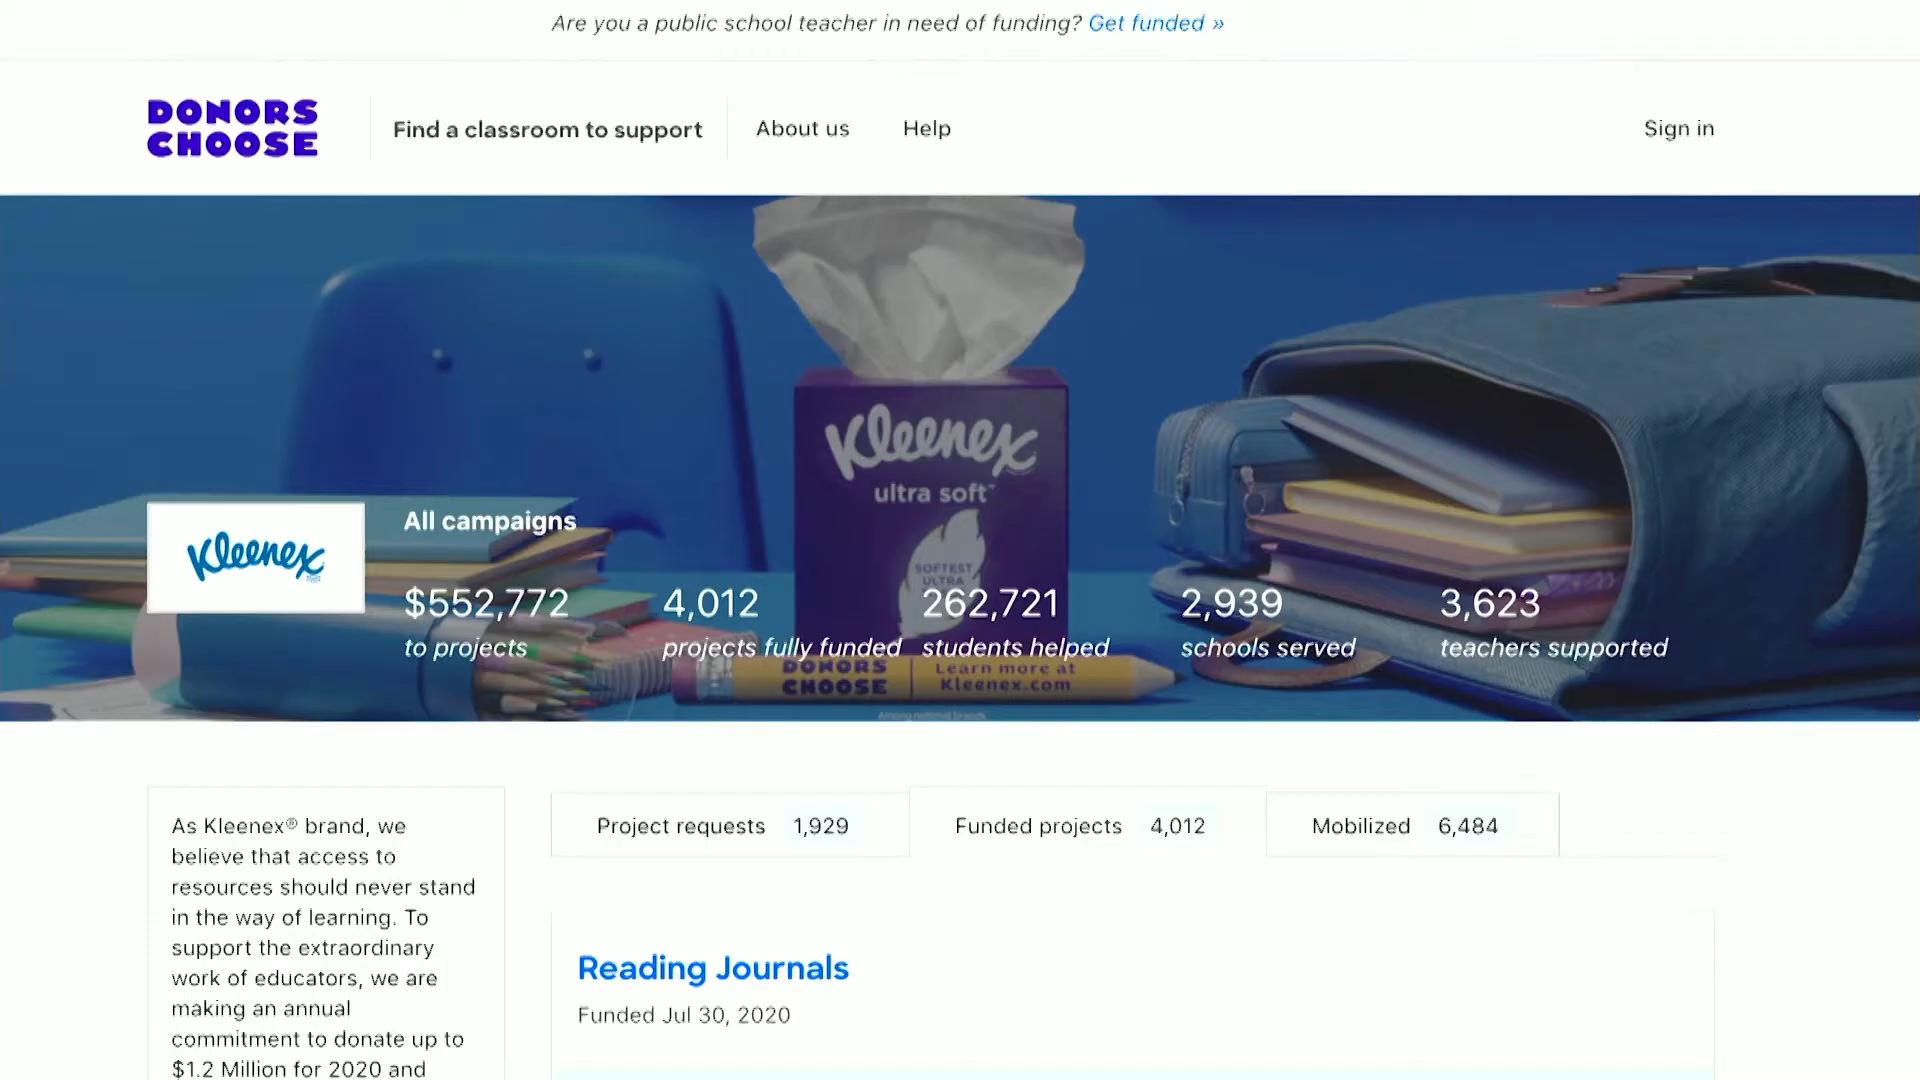 Are you a public school teacher in need of funding? Get funded »
DONORS
CHOOSE
Find a classroom to support
About us
Help
Sign in
Kleenex
ultra soft™
SOFTEST
ULTRA
Kleenex
All campaigns
$552,772
to projects
4,012
projects fully funded
262,721
students helped
2,939
schools served
3,623
teachers supported
DONORS
CHOOSE
Learn more at
Kleenex.com
As Kleenex® brand, we
believe that access to
resources should never stand
in the way of learning. To
support the extraordinary
work of educators, we are
making an annual
commitment to donate up to
$1.2 Million for 2020 and
Project requests 1,929
Funded projects 4,012
Mobilized 6,484
Reading Journals
Funded Jul 30, 2020